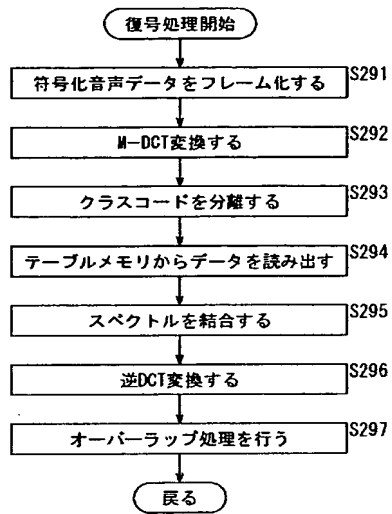 復号処理開始
符号化音声データをフレーム化する S291
M-DCT変換する S292
クラスコードを分離する S293
テーブルメモリからデータを読み出す S294
スペクトルを結合する S295
逆DCT変換する S296
オーバーラップ処理を行う S297
戻る